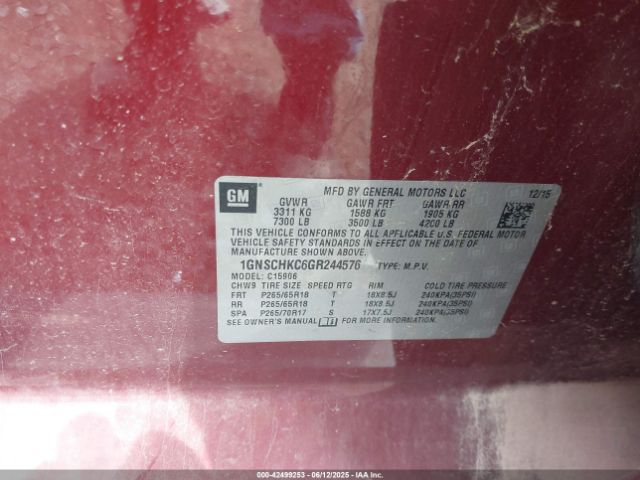 GM
MFD BY GENERAL MOTORS LLC 12/15
GVWR GAWR FRT GAWR RR
3311 KG 1588 KG 1905 KG
7300 LB 3500 LB 4200 LB
THIS VEHICLE CONFORMS TO ALL APPLICABLE U.S. FEDERAL MOTOR
VEHICLE SAFETY STANDARDS IN EFFECT ON THE DATE OF
MANUFACTURE SHOWN ABOVE.
1GNSCHKC6GR244576 TYPE: M.P.V.
MODEL: C15906
CHW9 TIRE SIZE SPEED RTG RIM COLD TIRE PRESSURE
FRT P265/65R18 T 18X8.5J 240KPA(35PSI)
RR P265/65R18 T 18X8.5J 240KPA(35PSI)
SPA P265/70R17 S 17X7.5J 240KPA(35PSI)
SEE OWNER'S MANUAL FOR MORE INFORMATION
000-42499253 - 06/12/2025 - IAAI.COM